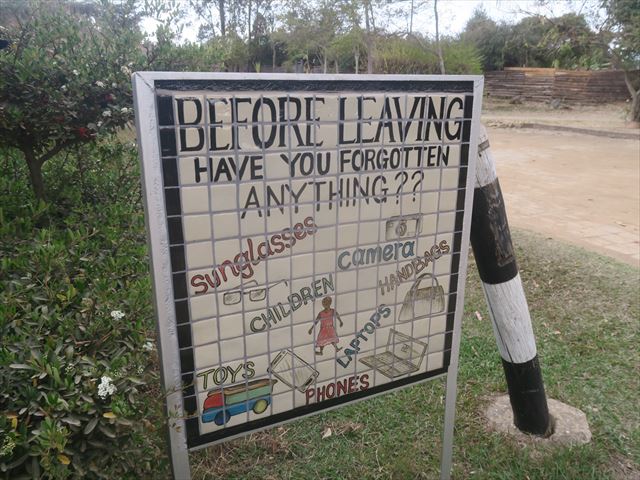 BEFORE LEAVING
HAVE YOU FORGOTTEN
ANYTHING??
sunglasses
camera
HANDBAGS
CHILDREN
LAPTOPS
TOYS
PHONES